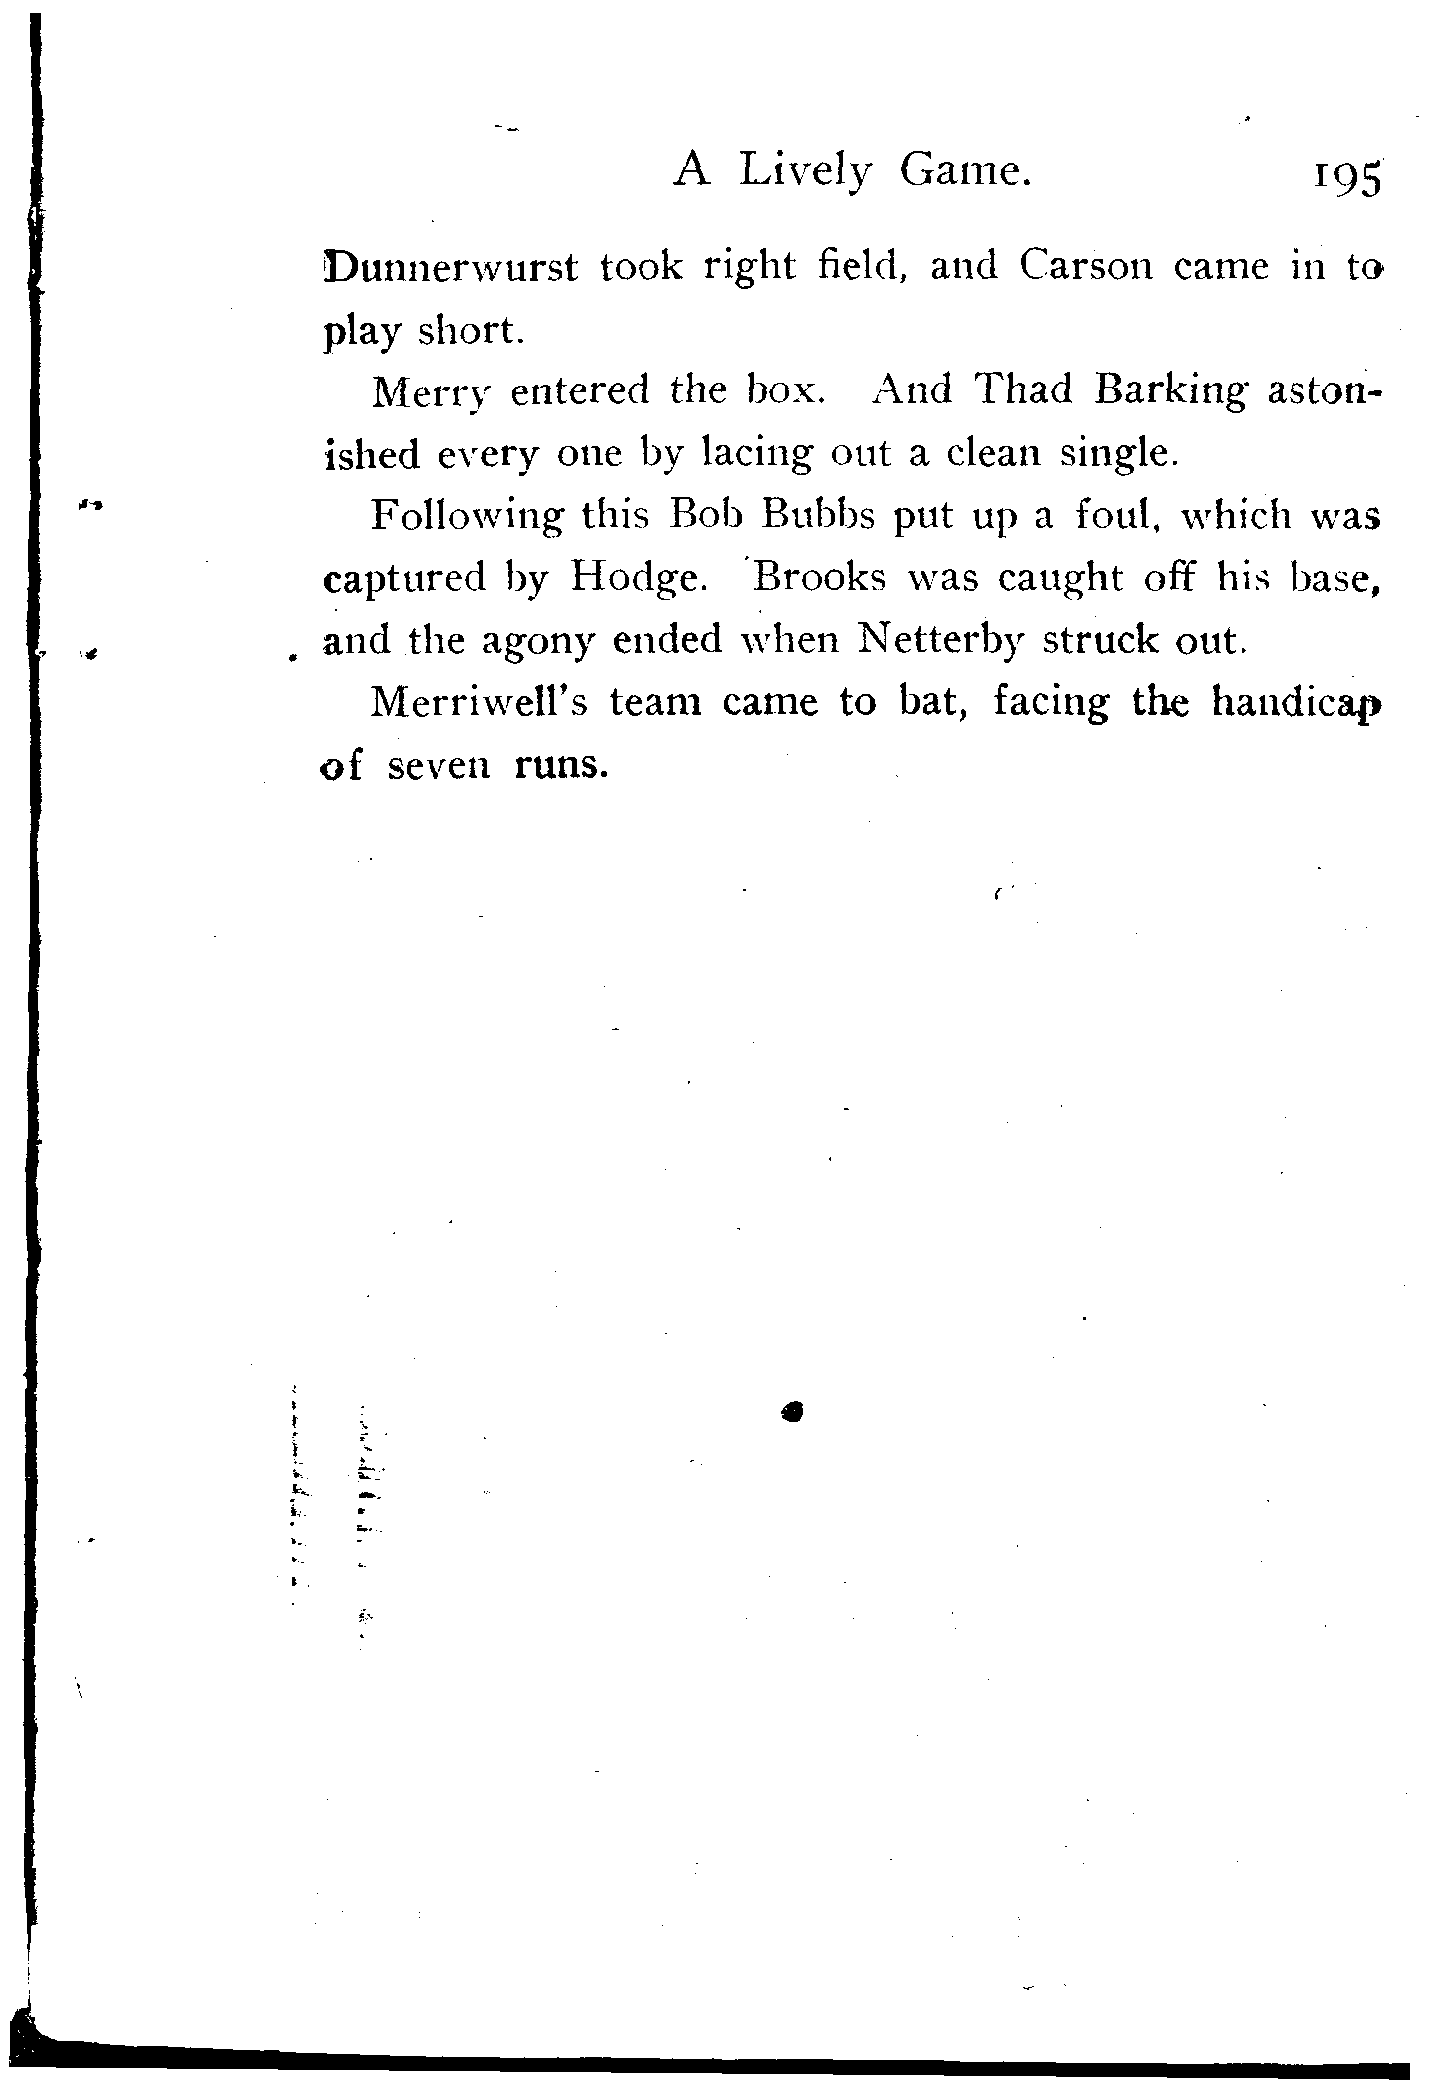 A Lively Game. 195
Dunnerwurst took right field, and Carson came in to
play short.
Merry entered the box. And Thad Barking aston-
ished every one by lacing out a clean single.
Following this Bob Bubbs put up a foul, which was
captured by Hodge. Brooks was caught off his base,
and the agony ended when Netterby struck out.
Merriwell's team came to bat, facing the handicap
of seven runs.